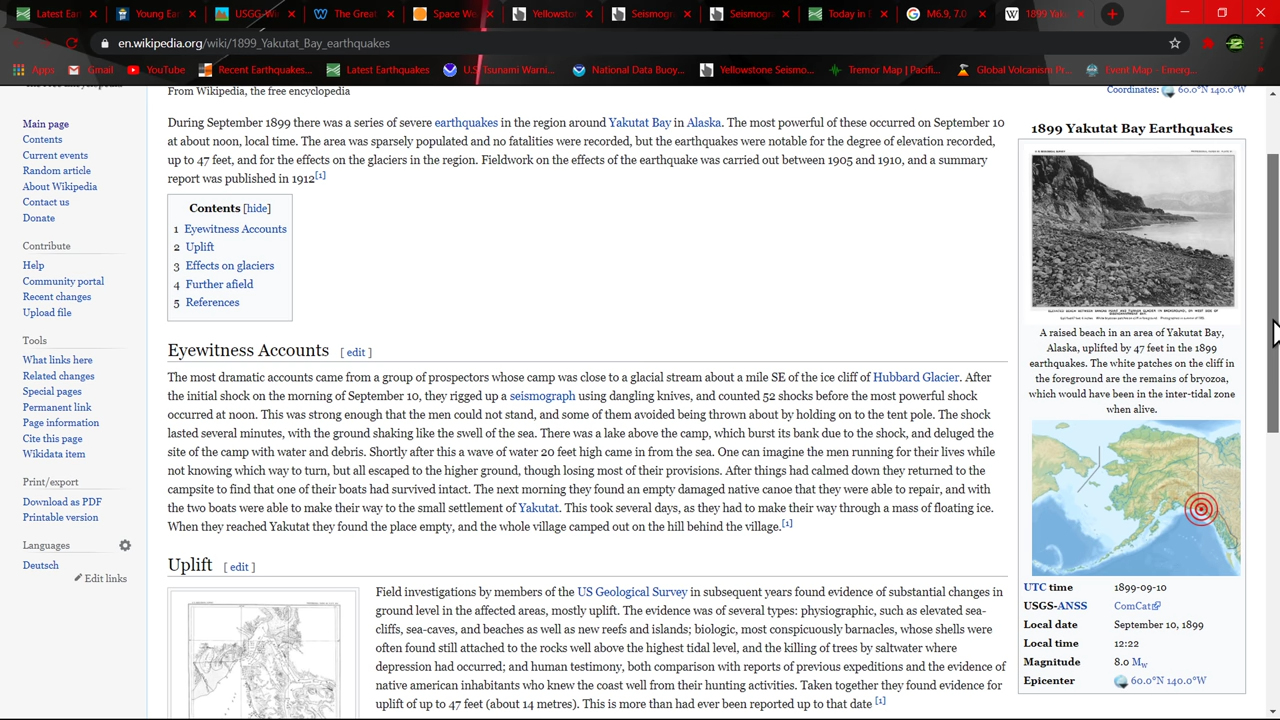 Latest Ear
Young Ear
USGG-We
The Great
Space We
Yellowston
Seismogr
Seismogr
Today in E
M6.9, 7.0
1899 Yak
en.wikipedia.org/wiki/1899_Yakutat_Bay_earthquakes
Apps
Gmail
YouTube
Recent Earthquakes...
Latest Earthquakes
U.S. Tsunami Warni...
National Data Buoy...
Yellowstone Seismo...
Tremor Map | Pacifi...
Global Volcanism Pr...
Event Map - Emerg...
From Wikipedia, the free encyclopedia
Coordinates: 60.0°N 140.0°W
Main page
Contents
Current events
Random article
About Wikipedia
Contact us
Donate
Contribute
Help
Community portal
Recent changes
Upload file
Tools
What links here
Related changes
Special pages
Permanent link
Page information
Cite this page
Wikidata item
Print/export
Download as PDF
Printable version
Languages
Deutsch
Edit links
During September 1899 there was a series of severe earthquakes in the region around Yakutat Bay in Alaska. The most powerful of these occurred on September 10
at about noon, local time. The area was sparsely populated and no fatalities were recorded, but the earthquakes were notable for the degree of elevation recorded,
up to 47 feet, and for the effects on the glaciers in the region. Fieldwork on the effects of the earthquake was carried out between 1905 and 1910, and a summary
report was published in 1912[1]
Contents [hide]
1 Eyewitness Accounts
2 Uplift
3 Effects on glaciers
4 Further afield
5 References
Eyewitness Accounts [ edit ]
The most dramatic accounts came from a group of prospectors whose camp was close to a glacial stream about a mile SE of the ice cliff of Hubbard Glacier. After
the initial shock on the morning of September 10, they rigged up a seismograph using dangling knives, and counted 52 shocks before the most powerful shock
occurred at noon. This was strong enough that the men could not stand, and some of them avoided being thrown about by holding on to the tent pole. The shock
lasted several minutes, with the ground shaking like the swell of the sea. There was a lake above the camp, which burst its bank due to the shock, and deluged the
site of the camp with water and debris. Shortly after this a wave of water 20 feet high came in from the sea. One can imagine the men running for their lives while
not knowing which way to turn, but all escaped to the higher ground, though losing most of their provisions. After things had calmed down they returned to the
campsite to find that one of their boats had survived intact. The next morning they found an empty damaged native canoe that they were able to repair, and with
the two boats were able to make their way to the small settlement of Yakutat. This took several days, as they had to make their way through a mass of floating ice.
When they reached Yakutat they found the place empty, and the whole village camped out on the hill behind the village.[1]
Uplift [ edit ]
Field investigations by members of the US Geological Survey in subsequent years found evidence of substantial changes in
ground level in the affected areas, mostly uplift. The evidence was of several types: physiographic, such as elevated sea-
cliffs, sea-caves, and beaches as well as new reefs and islands; biologic, most conspicuously barnacles, whose shells were
often found still attached to the rocks well above the highest tidal level, and the killing of trees by saltwater where
depression had occurred; and human testimony, both comparison with reports of previous expeditions and the evidence of
native american inhabitants who knew the coast well from their hunting activities. Taken together they found evidence for
uplift of up to 47 feet (about 14 metres). This is more than had ever been reported up to that date [1]
1899 Yakutat Bay Earthquakes
A raised beach in an area of Yakutat Bay,
Alaska, uplifted by 47 feet in the 1899
earthquakes. The white patches on the cliff in
the foreground are the remains of bryozoa,
which would have been in the inter-tidal zone
when alive.
UTC time 1899-09-10
USGS-ANSS ComCat
Local date September 10, 1899
Local time 12:22
Magnitude 8.0 Mw
Epicenter 60.0°N 140.0°W